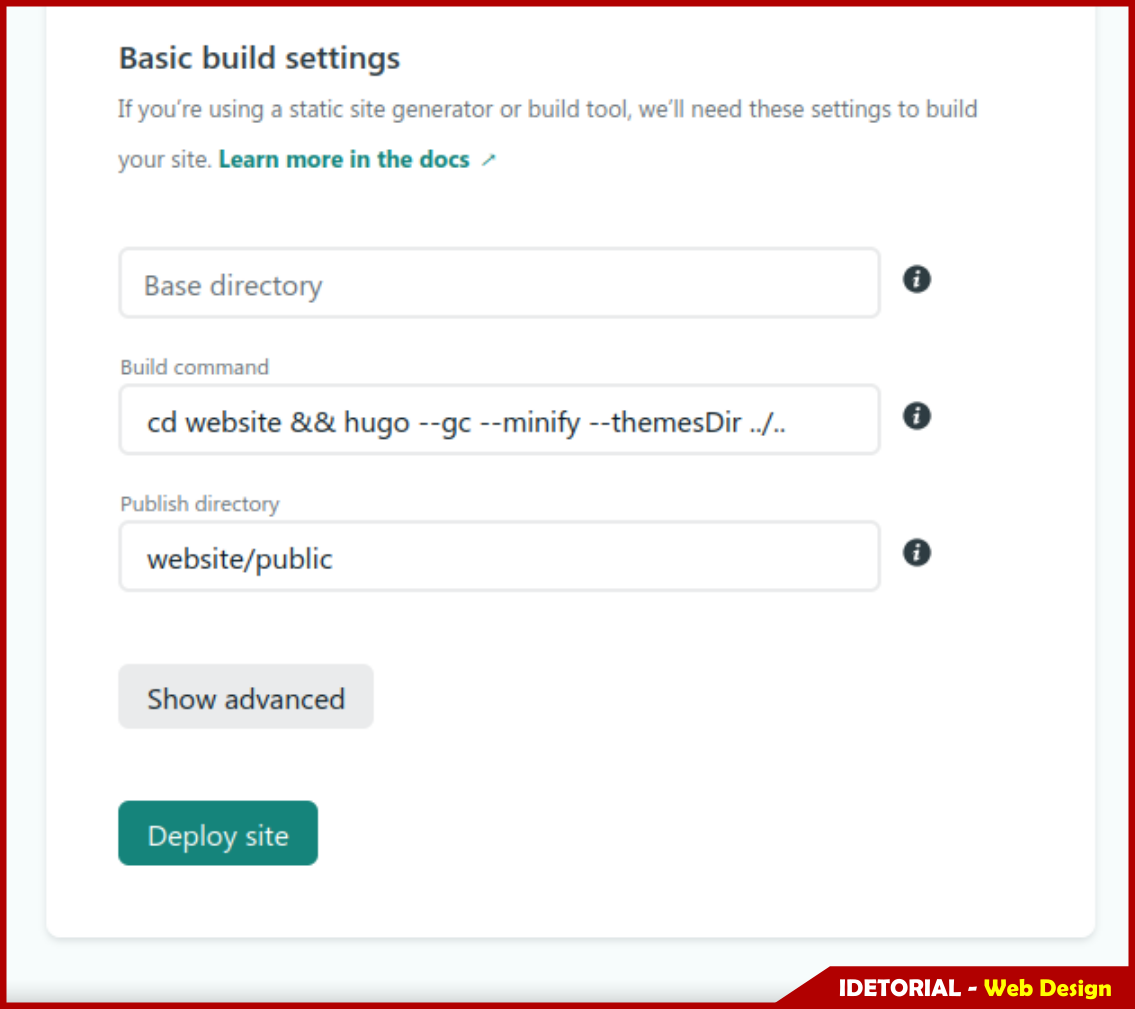 Basic build settings
If you’re using a static site generator or build tool, we’ll need these settings to build
your site. Learn more in the docs ↗
Base directory
Build command
cd website && hugo --gc --minify --themesDir ../..
Publish directory
website/public
Show advanced
Deploy site
IDETORIAL - Web Design